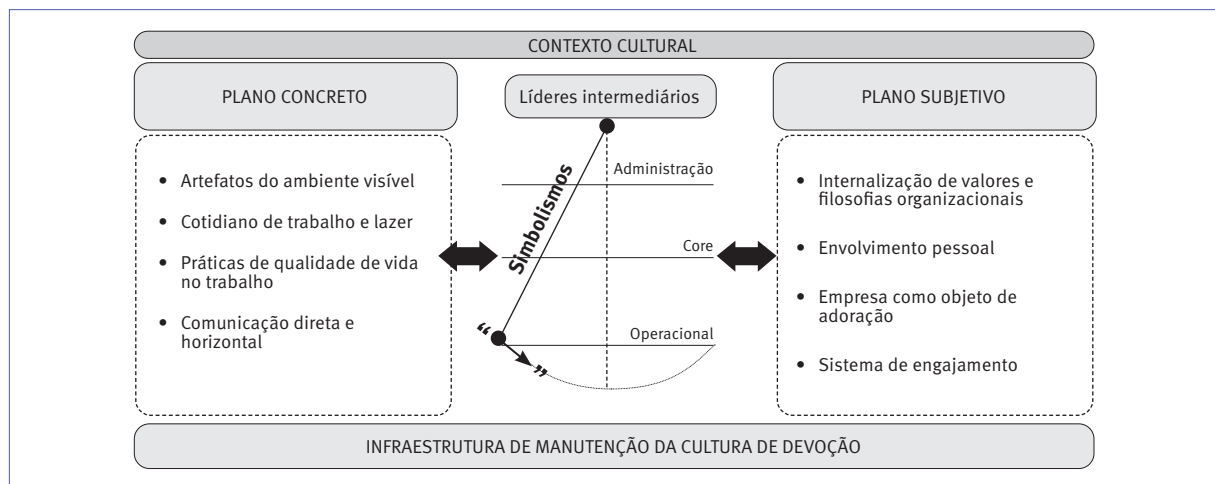 CONTEXTO CULTURAL
PLANO CONCRETO
• Artefatos do ambiente visível
• Cotidiano de trabalho e lazer
• Práticas de qualidade de vida
no trabalho
• Comunicação direta e
horizontal
Líderes intermediários
Administração
Simbolismos
Core
Operacional
“
”
PLANO SUBJETIVO
• Internalização de valores e
filosofias organizacionais
• Envolvimento pessoal
• Empresa como objeto de
adoração
• Sistema de engajamento
INFRAESTRUTURA DE MANUTENÇÃO DA CULTURA DE DEVOÇÃO